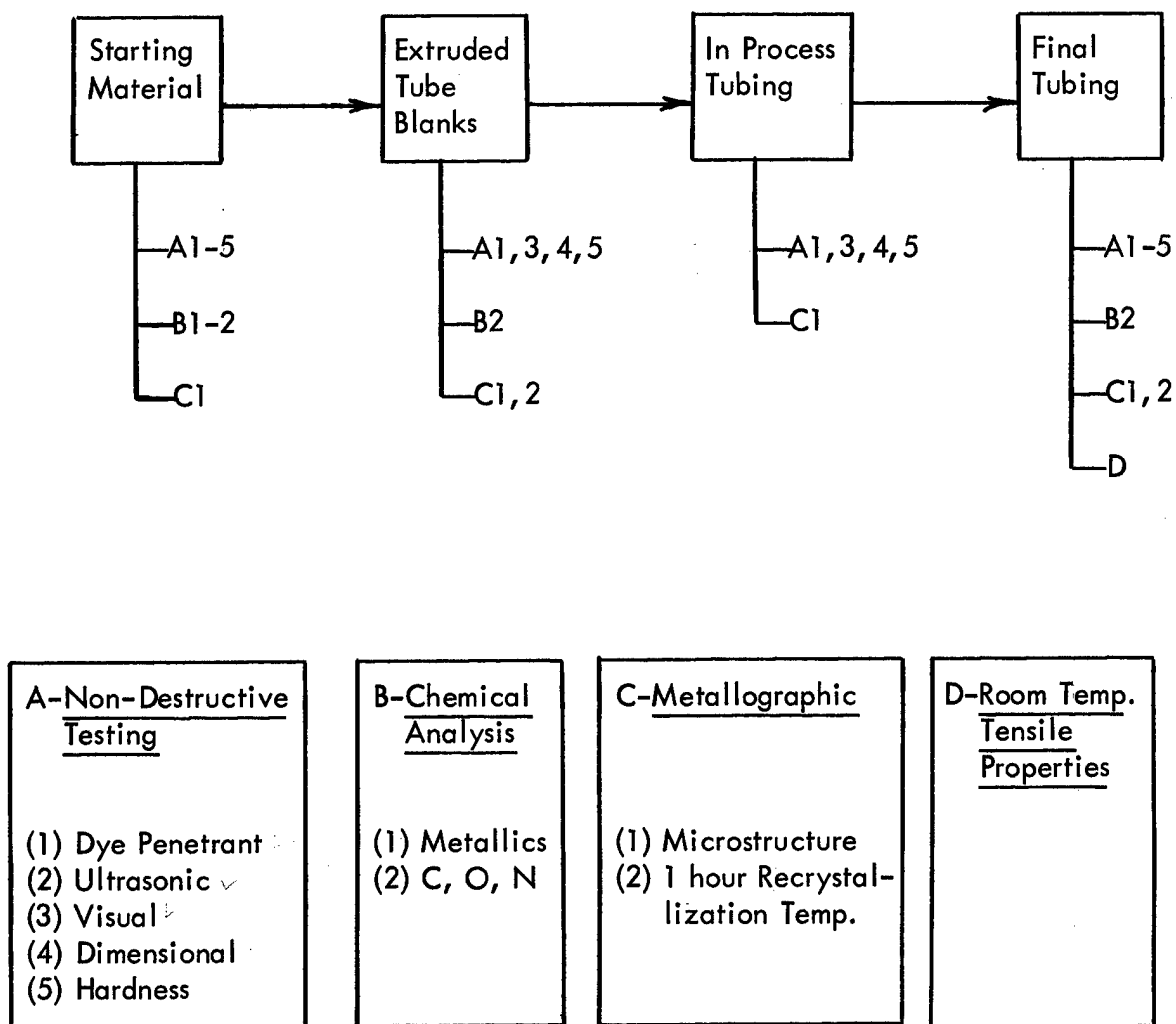 Starting
Material
Extruded
Tube
Blanks
In Process
Tubing
Final
Tubing
A1-5
B1-2
C1
A1,3,4,5
B2
C1,2
A1,3,4,5
C1
A1-5
B2
C1,2
D
A-Non-Destructive
Testing
(1) Dye Penetrant
(2) Ultrasonic
(3) Visual
(4) Dimensional
(5) Hardness
B-Chemical
Analysis
(1) Metallics
(2) C, O, N
C-Metallographic
(1) Microstructure
(2) 1 hour Recrystal-
lization Temp.
D-Room Temp.
Tensile
Properties